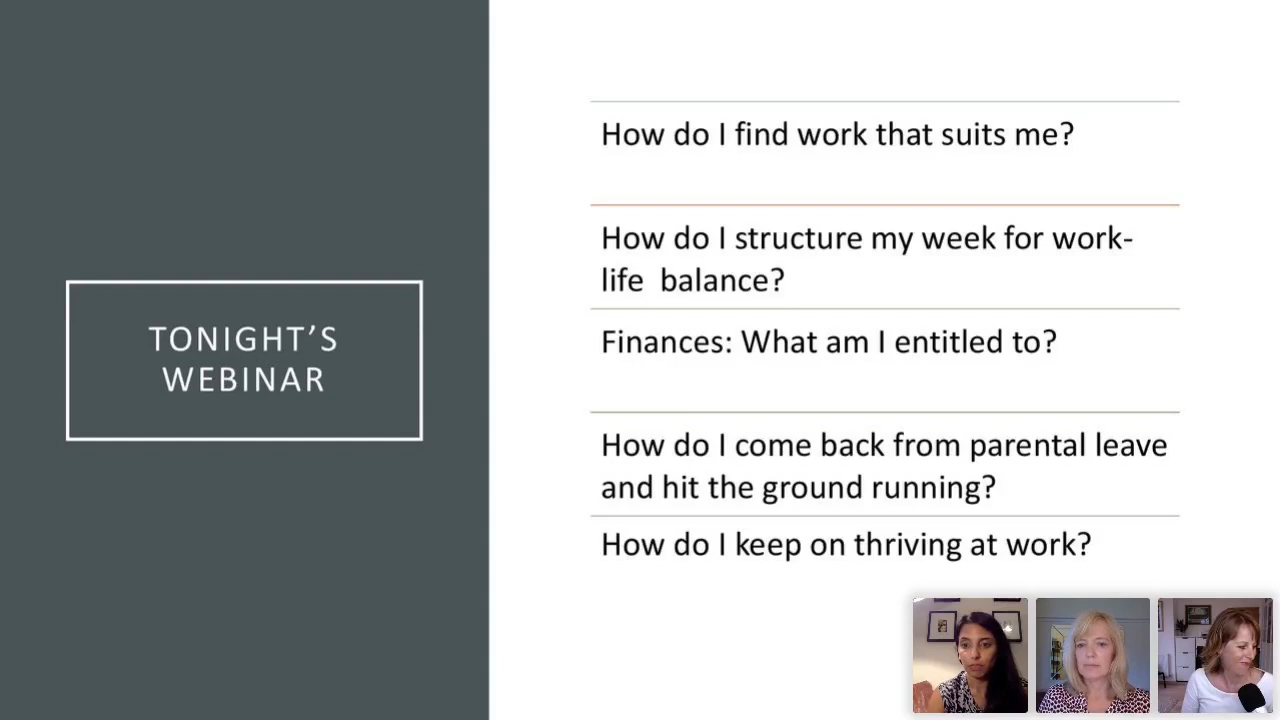 TONIGHT’S
WEBINAR
How do I find work that suits me?
How do I structure my week for work-
life  balance?
Finances: What am I entitled to?
How do I come back from parental leave
and hit the ground running?
How do I keep on thriving at work?